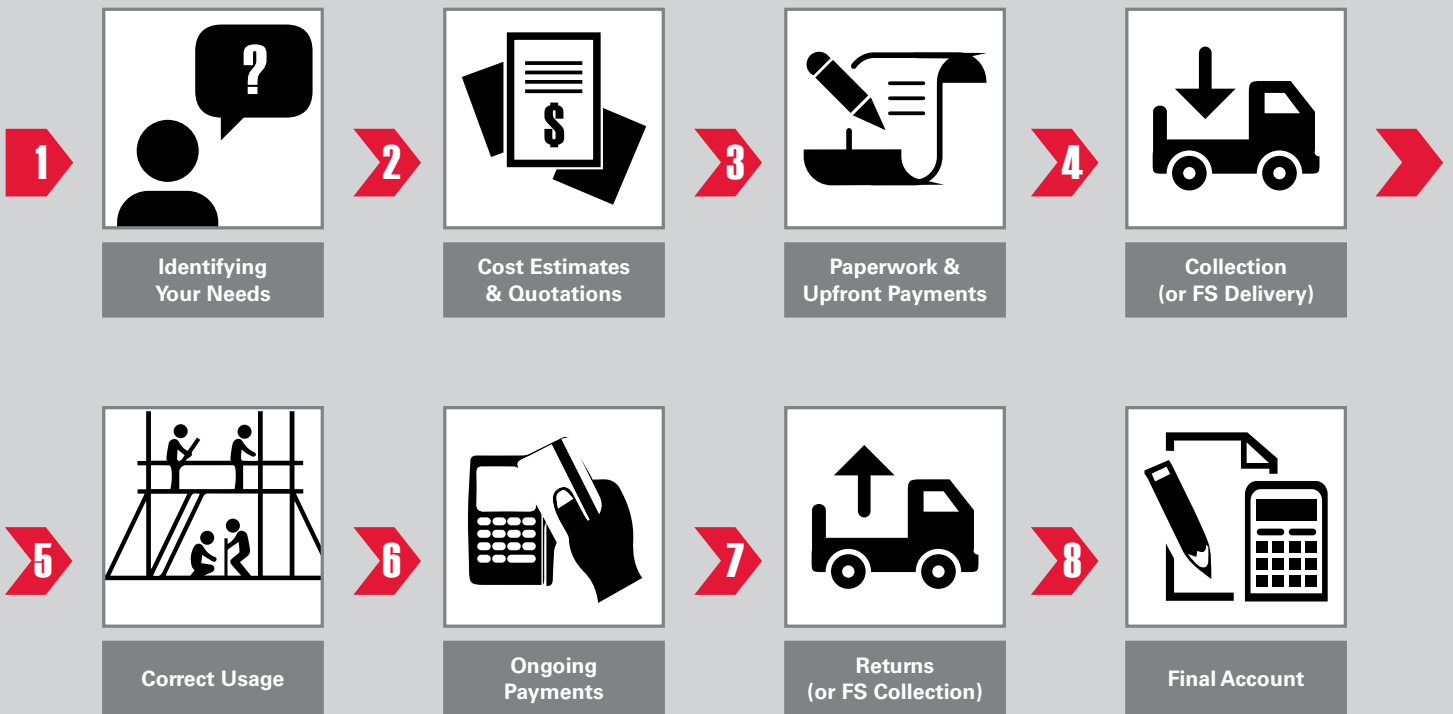 1
?
2
$
3
4
Identifying
Your Needs
Cost Estimates
& Quotations
Paperwork &
Upfront Payments
Collection
(or FS Delivery)
5
6
7
8
Correct Usage
Ongoing
Payments
Returns
(or FS Collection)
Final Account